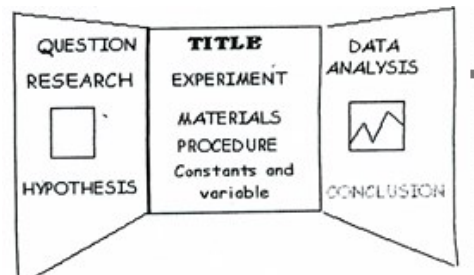 QUESTION
RESEARCH
HYPOTHESIS
TITLE
EXPERIMENT
MATERIALS
PROCEDURE
Constants and
variable
DATA
ANALYSIS
CONCLUSION